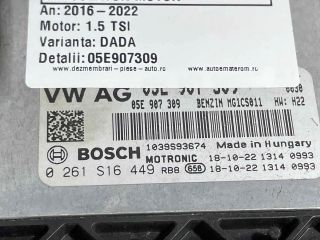 An: 2016-2022
Motor: 1.5 TSI
Varianta: DADA
Detalii: 05E907309
www.dezmembrari-piese-auto.ro www.autoeuropa.ro
VW AG
05E 907 309 BENZIN MG1CS011 HW: H22
1039S93674 Made in Hungary
BOSCH MOTRONIC 18-10-22 1314 0993
0 261 S16 449 RBB 658 18-10-22 1314 0993